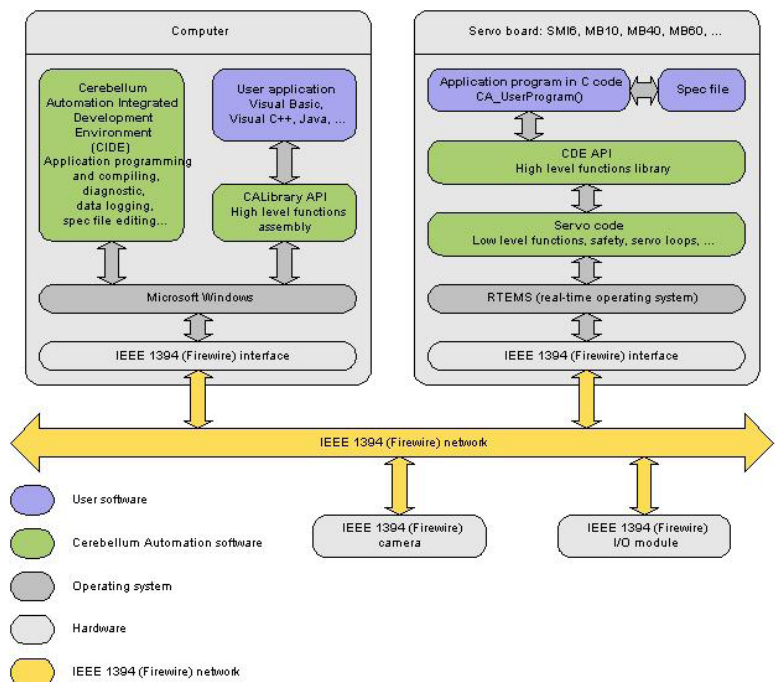 Computer
Cerebellum
Automation Integrated
Development
Environment
(CIDE)
Application programming
and compiling,
diagnostic,
data logging,
spec file editing...
User application
Visual Basic,
Visual C++, Java, ...
CALibrary API
High level functions
assembly
Microsoft Windows
IEEE 1394 (Firewire) interface
Servo board: SMI6, MB10, MB40, MB60, ...
Application program in C code
CA_UserProgram()
Spec file
CDE API
High level functions library
Servo code
Low level functions, safety, servo loops, ...
RTEMS (real-time operating system)
IEEE 1394 (Firewire) interface
IEEE 1394 (Firewire) network
IEEE 1394 (Firewire)
camera
IEEE 1394 (Firewire)
I/O module
User software
Cerebellum Automation software
Operating system
Hardware
IEEE 1394 (Firewire) network